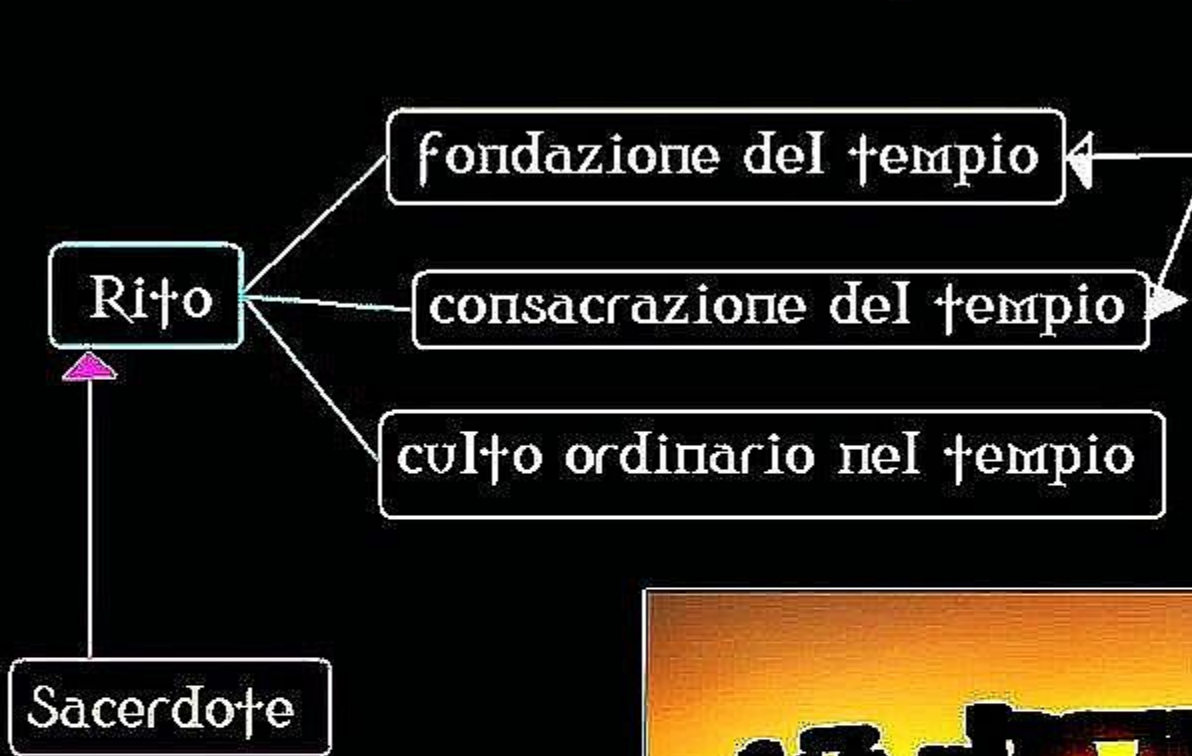 fondazione del tempio
Rito
consacrazione del tempio
culto ordinario nel tempio
Sacerdote